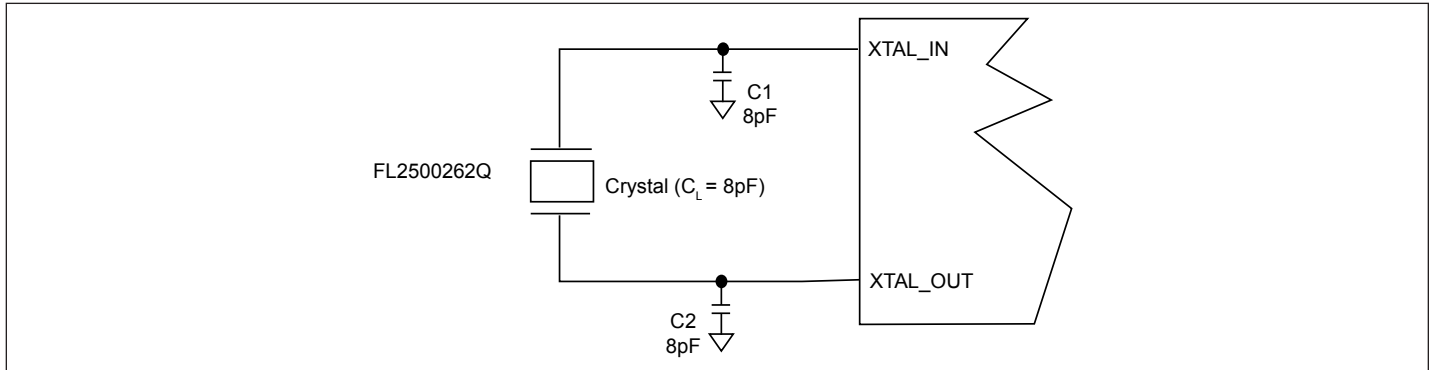 XTAL_IN
C1
8pF
FL2500262Q
Crystal (CL = 8pF)
XTAL_OUT
C2
8pF